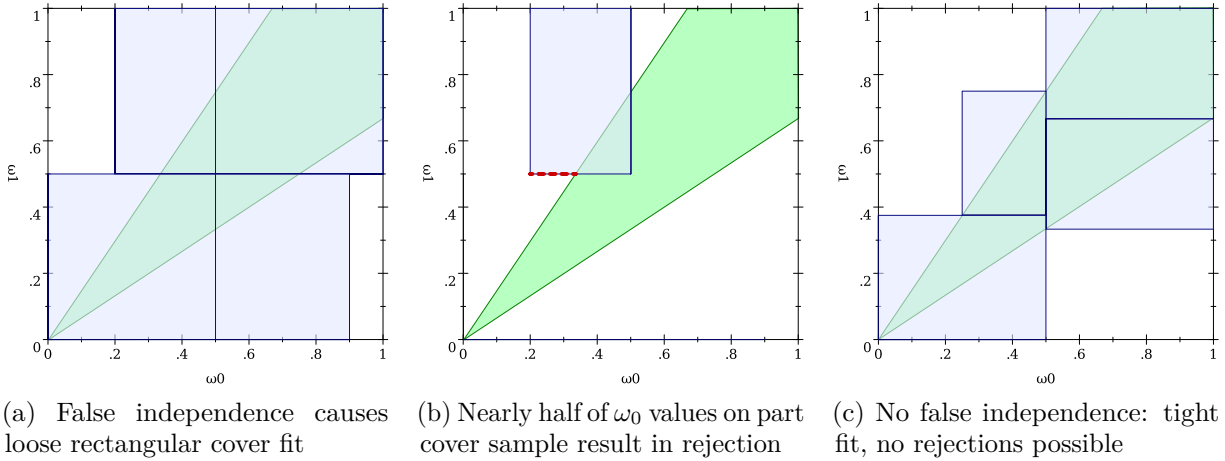 1
.8
.6
.4
.2
0
ω1
0 .2 .4 .6 .8 1
ω0
1
.8
.6
.4
.2
0
ω1
0 .2 .4 .6 .8 1
ω0
1
.8
.6
.4
.2
0
ω1
0 .2 .4 .6 .8 1
ω0
(a) False independence causes
loose rectangular cover fit
(b) Nearly half of ω0 values on part
cover sample result in rejection
(c) No false independence: tight
fit, no rejections possible